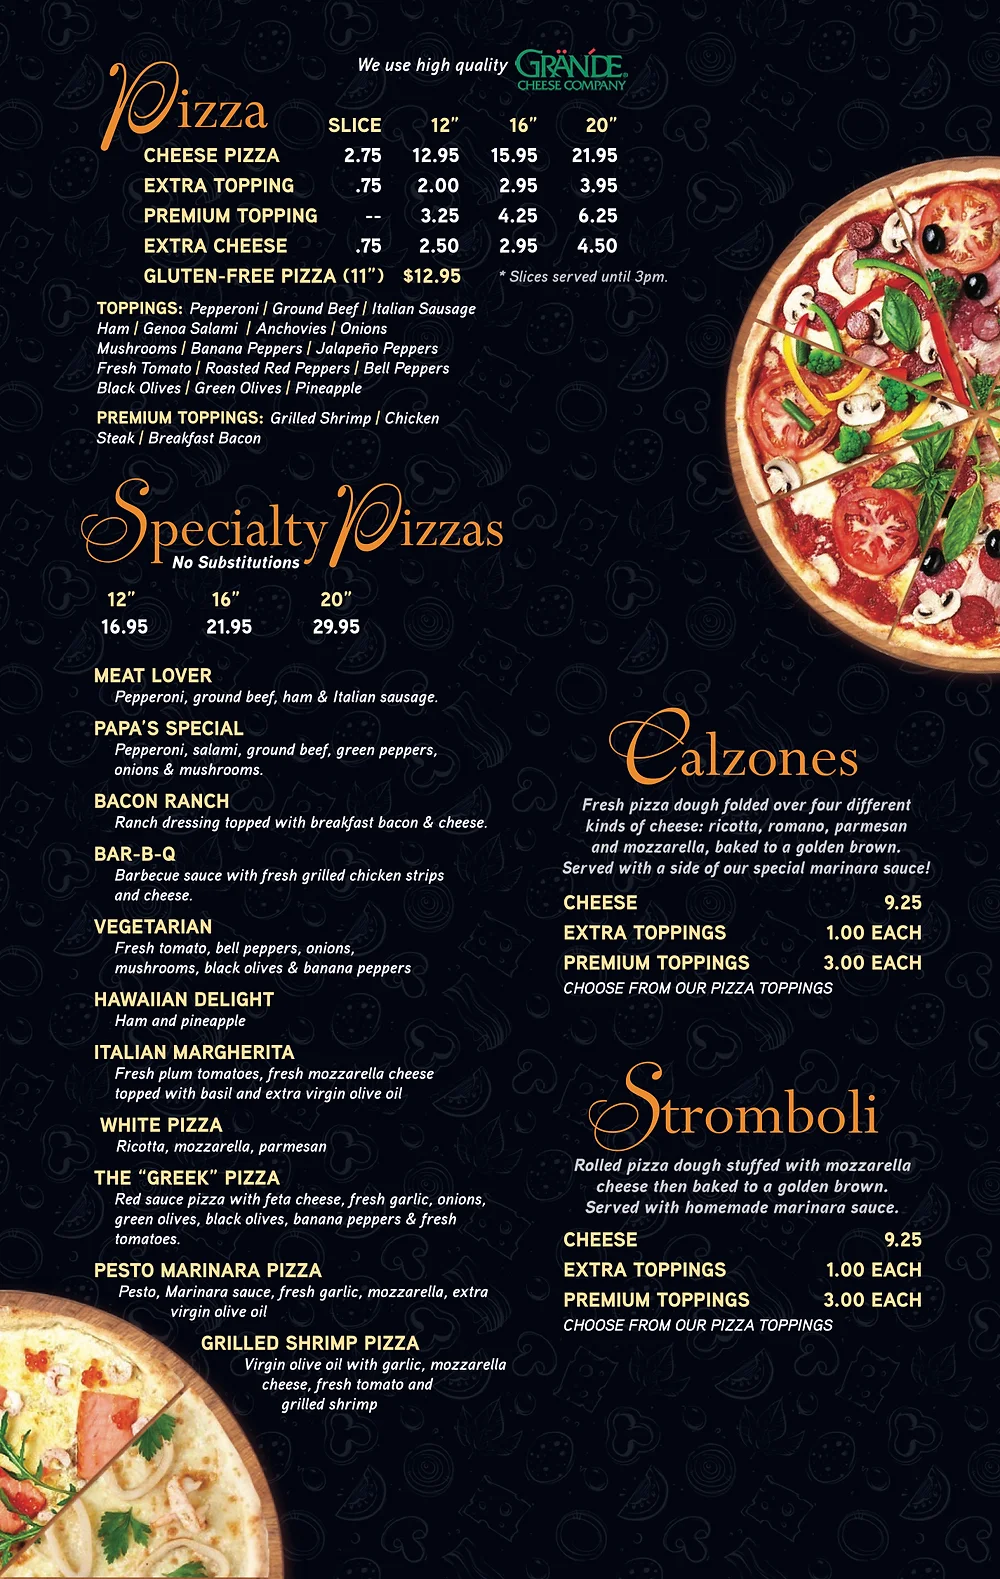 We use high quality GRANDE CHEESE COMPANY
Pizza
SLICE 12” 16” 20”
CHEESE PIZZA 2.75 12.95 15.95 21.95
EXTRA TOPPING .75 2.00 2.95 3.95
PREMIUM TOPPING -- 3.25 4.25 6.25
EXTRA CHEESE .75 2.50 2.95 4.50
GLUTEN-FREE PIZZA (11”) $12.95 * Slices served until 3pm.
TOPPINGS: Pepperoni | Ground Beef | Italian Sausage
Ham | Genoa Salami | Anchovies | Onions
Mushrooms | Banana Peppers | Jalapeño Peppers
Fresh Tomato | Roasted Red Peppers | Bell Peppers
Black Olives | Green Olives | Pineapple
PREMIUM TOPPINGS: Grilled Shrimp | Chicken
Steak | Breakfast Bacon
Specialty Pizzas
No Substitutions
12” 16” 20”
16.95 21.95 29.95
MEAT LOVER
Pepperoni, ground beef, ham & Italian sausage.
PAPA’S SPECIAL
Pepperoni, salami, ground beef, green peppers,
onions & mushrooms.
BACON RANCH
Ranch dressing topped with breakfast bacon & cheese.
BAR-B-Q
Barbecue sauce with fresh grilled chicken strips
and cheese.
VEGETARIAN
Fresh tomato, bell peppers, onions,
mushrooms, black olives & banana peppers
HAWAIIAN DELIGHT
Ham and pineapple
ITALIAN MARGHERITA
Fresh plum tomatoes, fresh mozzarella cheese
topped with basil and extra virgin olive oil
WHITE PIZZA
Ricotta, mozzarella, parmesan
THE “GREEK” PIZZA
Red sauce pizza with feta cheese, fresh garlic, onions,
green olives, black olives, banana peppers & fresh
tomatoes.
PESTO MARINARA PIZZA
Pesto, Marinara sauce, fresh garlic, mozzarella, extra
virgin olive oil
GRILLED SHRIMP PIZZA
Virgin olive oil with garlic, mozzarella
cheese, fresh tomato and
grilled shrimp
Calzones
Fresh pizza dough folded over four different
kinds of cheese: ricotta, romano, parmesan
and mozzarella, baked to a golden brown.
Served with a side of our special marinara sauce!
CHEESE 9.25
EXTRA TOPPINGS 1.00 EACH
PREMIUM TOPPINGS 3.00 EACH
CHOOSE FROM OUR PIZZA TOPPINGS
Stromboli
Rolled pizza dough stuffed with mozzarella
cheese then baked to a golden brown.
Served with homemade marinara sauce.
CHEESE 9.25
EXTRA TOPPINGS 1.00 EACH
PREMIUM TOPPINGS 3.00 EACH
CHOOSE FROM OUR PIZZA TOPPINGS